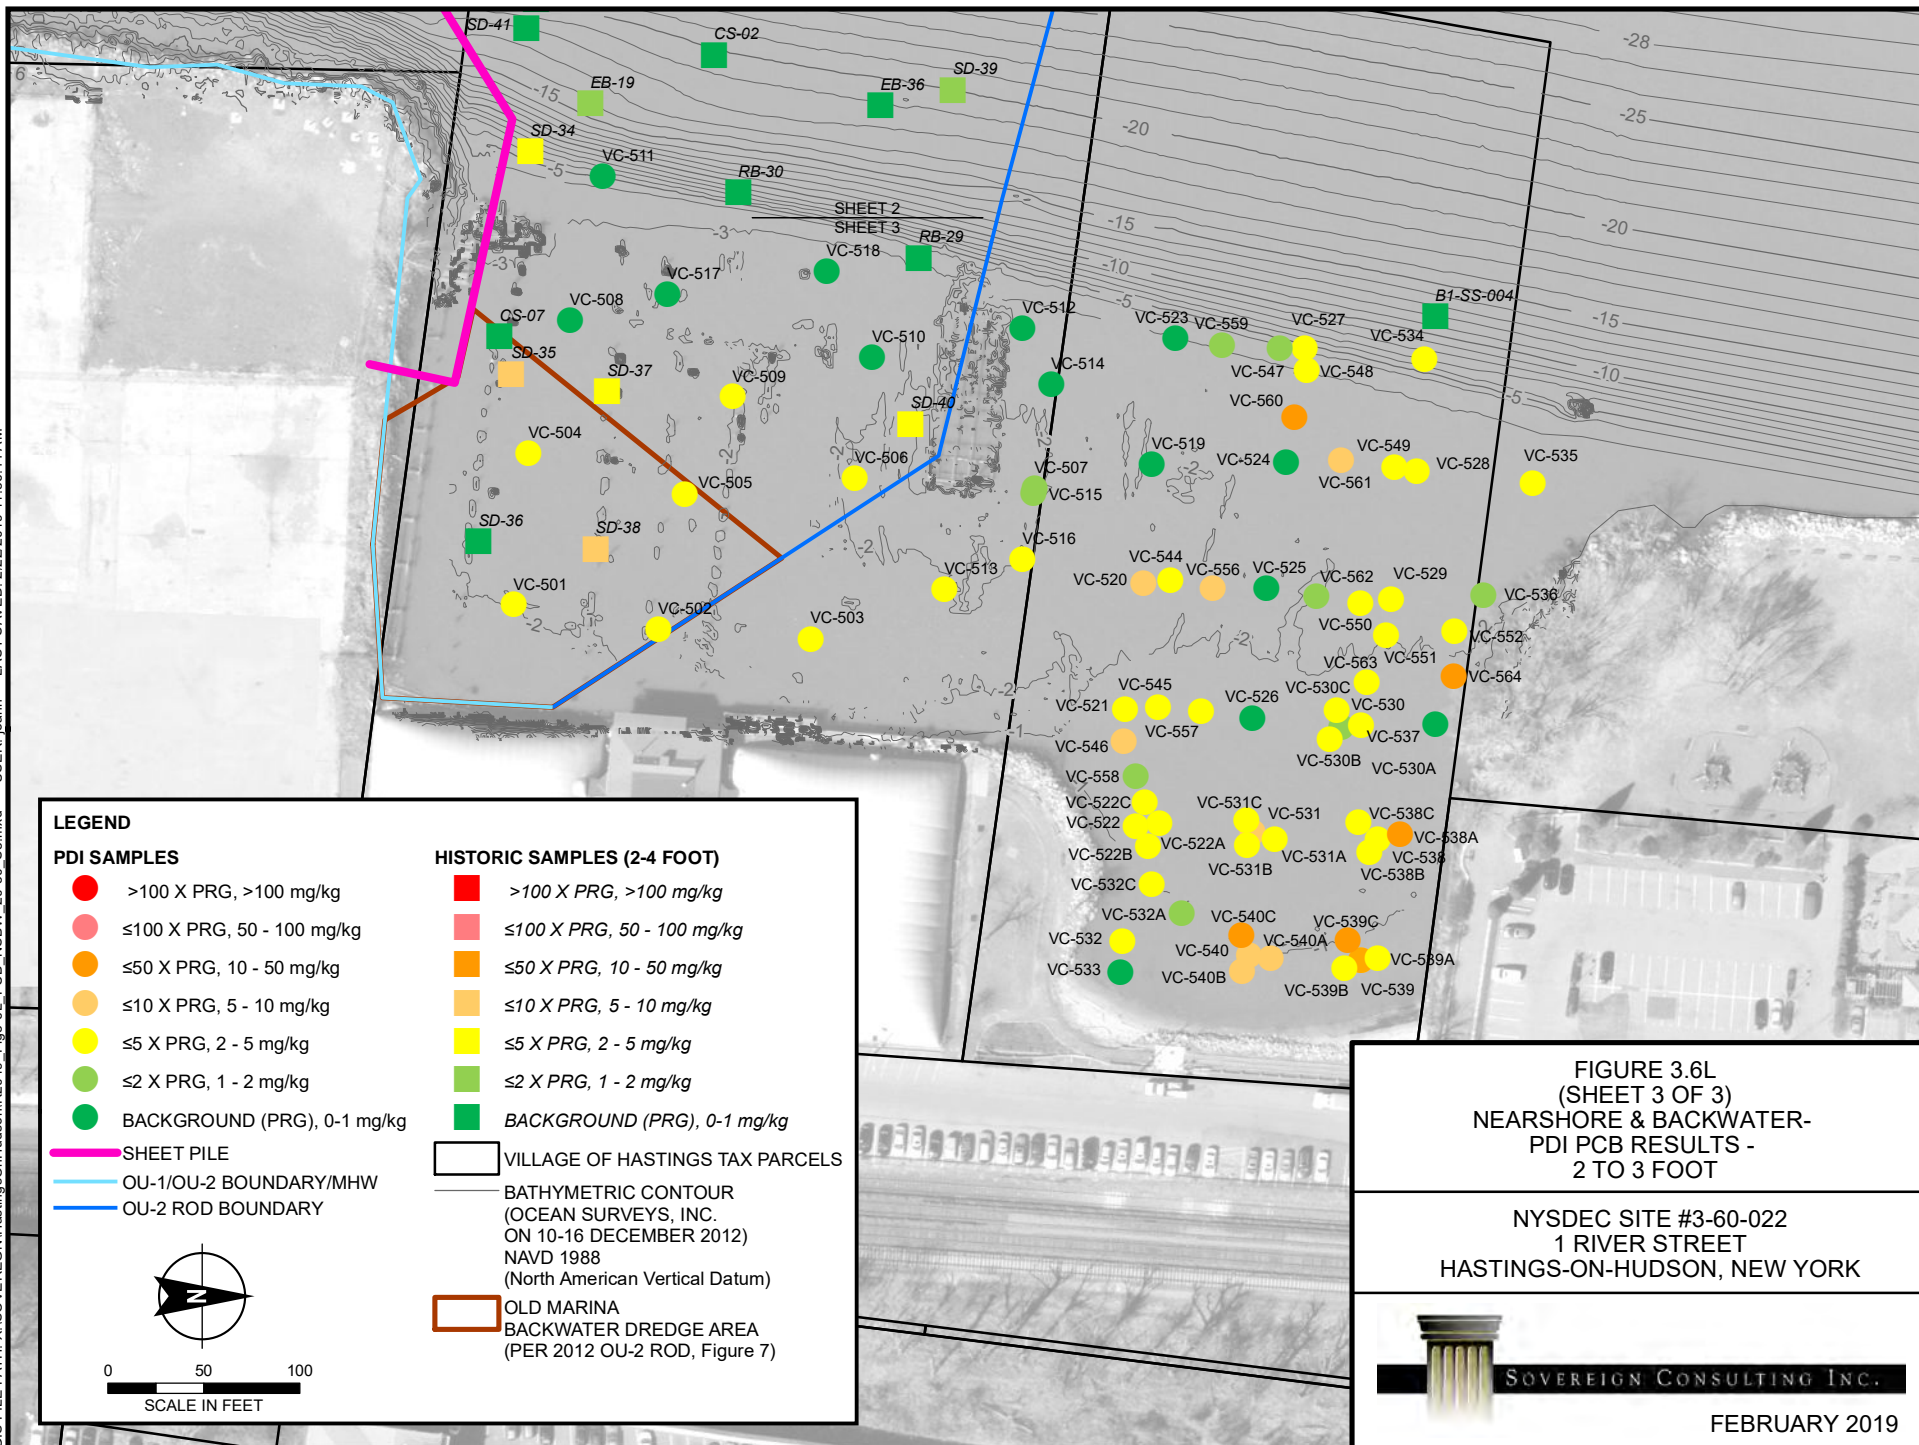 SD-41
CS-02
-28
6
EB-19
EB-36
SD-39
-15
-25
-20
SD-34
-5
VC-511
RB-30
SHEET 2
SHEET 3
-3
-15
-20
RB-29
-3
VC-518
-10
VC-517
-5
B1-SS-004
VC-508
VC-512
VC-523
VC-559
VC-527
-15
CS-07
VC-534
VC-510
SD-35
SD-37
VC-514
VC-547
VC-548
-10
VC-509
-5
SD-40
VC-560
VC-504
-2
-2
-2
VC-519
VC-524
VC-549
VC-506
VC-507
-2
VC-528
VC-535
VC-505
VC-515
VC-561
SD-36
SD-38
-2
VC-516
VC-544
VC-513
VC-520
VC-556
VC-525
VC-562
VC-529
VC-501
VC-536
-2
VC-502
VC-503
-2
VC-550
VC-552
VC-551
VC-563
VC-564
-2
VC-545
VC-530C
VC-521
VC-526
VC-530
-1
VC-546
VC-557
VC-537
VC-530B
VC-530A
VC-558
VC-522C
VC-531C
VC-531
VC-538C
VC-522
VC-538A
VC-522B
VC-522A
VC-531A
VC-538
VC-531B
VC-538B
VC-532C
VC-532A
VC-540C
VC-539C
VC-532
VC-540
VC-540A
VC-539A
VC-533
VC-540B
VC-539B
VC-539
LEGEND
PDI SAMPLES
>100 X PRG, >100 mg/kg
≤100 X PRG, 50 - 100 mg/kg
≤50 X PRG, 10 - 50 mg/kg
≤10 X PRG, 5 - 10 mg/kg
≤5 X PRG, 2 - 5 mg/kg
≤2 X PRG, 1 - 2 mg/kg
BACKGROUND (PRG), 0-1 mg/kg
SHEET PILE
OU-1/OU-2 BOUNDARY/MHW
OU-2 ROD BOUNDARY
N
0 50 100
SCALE IN FEET
HISTORIC SAMPLES (2-4 FOOT)
>100 X PRG, >100 mg/kg
≤100 X PRG, 50 - 100 mg/kg
≤50 X PRG, 10 - 50 mg/kg
≤10 X PRG, 5 - 10 mg/kg
≤5 X PRG, 2 - 5 mg/kg
≤2 X PRG, 1 - 2 mg/kg
BACKGROUND (PRG), 0-1 mg/kg
VILLAGE OF HASTINGS TAX PARCELS
BATHYMETRIC CONTOUR
(OCEAN SURVEYS, INC.
ON 10-16 DECEMBER 2012)
NAVD 1988
(North American Vertical Datum)
OLD MARINA
BACKWATER DREDGE AREA
(PER 2012 OU-2 ROD, Figure 7)
FIGURE 3.6L
(SHEET 3 OF 3)
NEARSHORE & BACKWATER-
PDI PCB RESULTS -
2 TO 3 FOOT
NYSDEC SITE #3-60-022
1 RIVER STREET
HASTINGS-ON-HUDSON, NEW YORK
SOVEREIGN CONSULTING INC.
FEBRUARY 2019